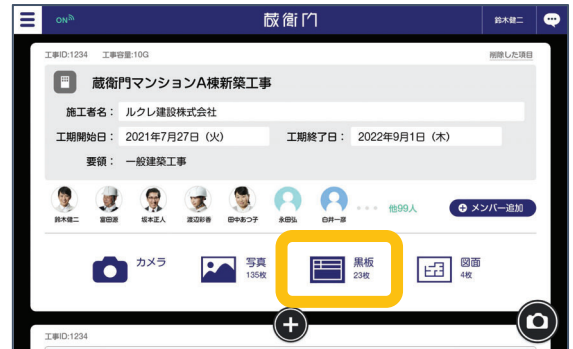 ON
蔵衛門
鈴木健二
工事ID:1234 工事容量:10G
削除した項目
蔵衛門マンションA棟新築工事
施工者名： ルクレ建設株式会社
工期開始日： 2021年7月27日（火） 工期終了日： 2022年9月1日（木）
要領： 一般建築工事
鈴木健二 富田源 坂本正人 渡辺彩香 田中あつ子 永田弘 白井一彦
他99人
メンバー追加
カメラ
写真
135枚
黒板
23枚
図面
4枚
工事ID:1234